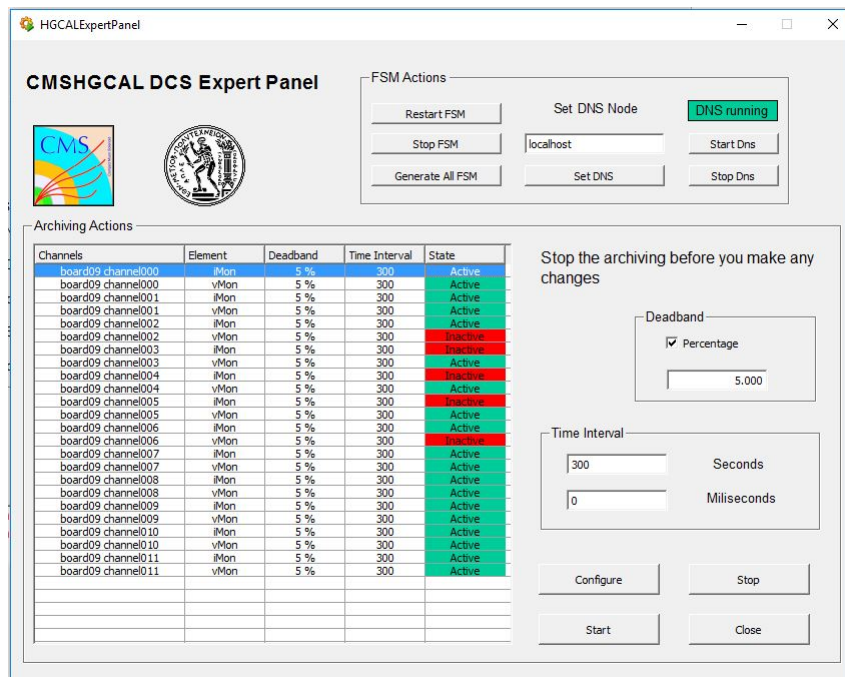 HGCALExpertPanel
CMSHGCAL DCS Expert Panel
CMS
FSM Actions
Restart FSM
Set DNS Node
DNS running
Stop FSM
localhost
Start Dns
Generate All FSM
Set DNS
Stop Dns
Archiving Actions
Channels Element Deadband Time Interval State
board09 channel000 iMon 5 % 300 Active
board09 channel000 vMon 5 % 300 Active
board09 channel001 iMon 5 % 300 Active
board09 channel001 vMon 5 % 300 Active
board09 channel002 iMon 5 % 300 Active
board09 channel002 vMon 5 % 300 Inactive
board09 channel003 iMon 5 % 300 Inactive
board09 channel003 vMon 5 % 300 Active
board09 channel004 iMon 5 % 300 Inactive
board09 channel004 vMon 5 % 300 Active
board09 channel005 iMon 5 % 300 Inactive
board09 channel005 vMon 5 % 300 Active
board09 channel006 iMon 5 % 300 Active
board09 channel006 vMon 5 % 300 Inactive
board09 channel007 iMon 5 % 300 Active
board09 channel007 vMon 5 % 300 Active
board09 channel008 iMon 5 % 300 Active
board09 channel008 vMon 5 % 300 Active
board09 channel009 iMon 5 % 300 Active
board09 channel009 vMon 5 % 300 Active
board09 channel010 iMon 5 % 300 Active
board09 channel010 vMon 5 % 300 Active
board09 channel011 iMon 5 % 300 Active
board09 channel011 vMon 5 % 300 Active
Stop the archiving before you make any
changes
Deadband
Percentage
5.000
Time Interval
300 Seconds
0 Miliseconds
Configure
Stop
Start
Close